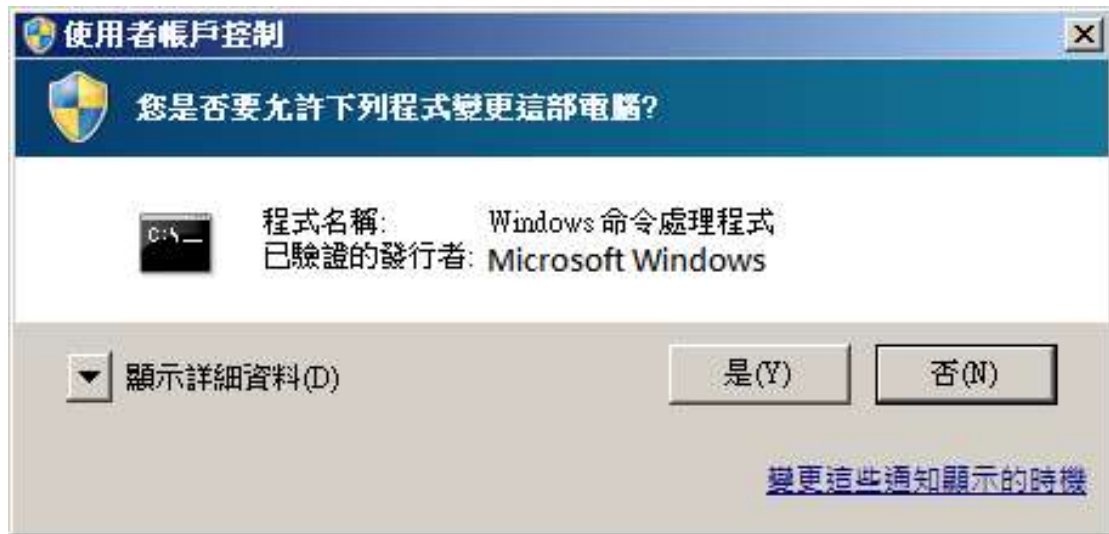 使用者帳戶控制
您是否要允許下列程式變更這部電腦?
C:\_
程式名稱: Windows 命令處理程式
已驗證的發行者: Microsoft Windows
顯示詳細資料(D) 是(Y) 否(N)
變更這些通知顯示的時機